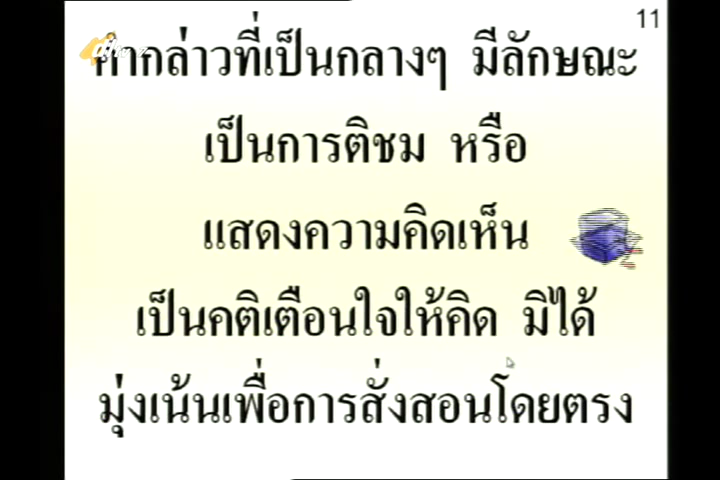 11
คำกล่าวที่เป็นกลางๆ มีลักษณะ
เป็นการติชม หรือ
แสดงความคิดเห็น
เป็นคติเตือนใจให้คิด มิได้
มุ่งเน้นเพื่อการสั่งสอนโดยตรง